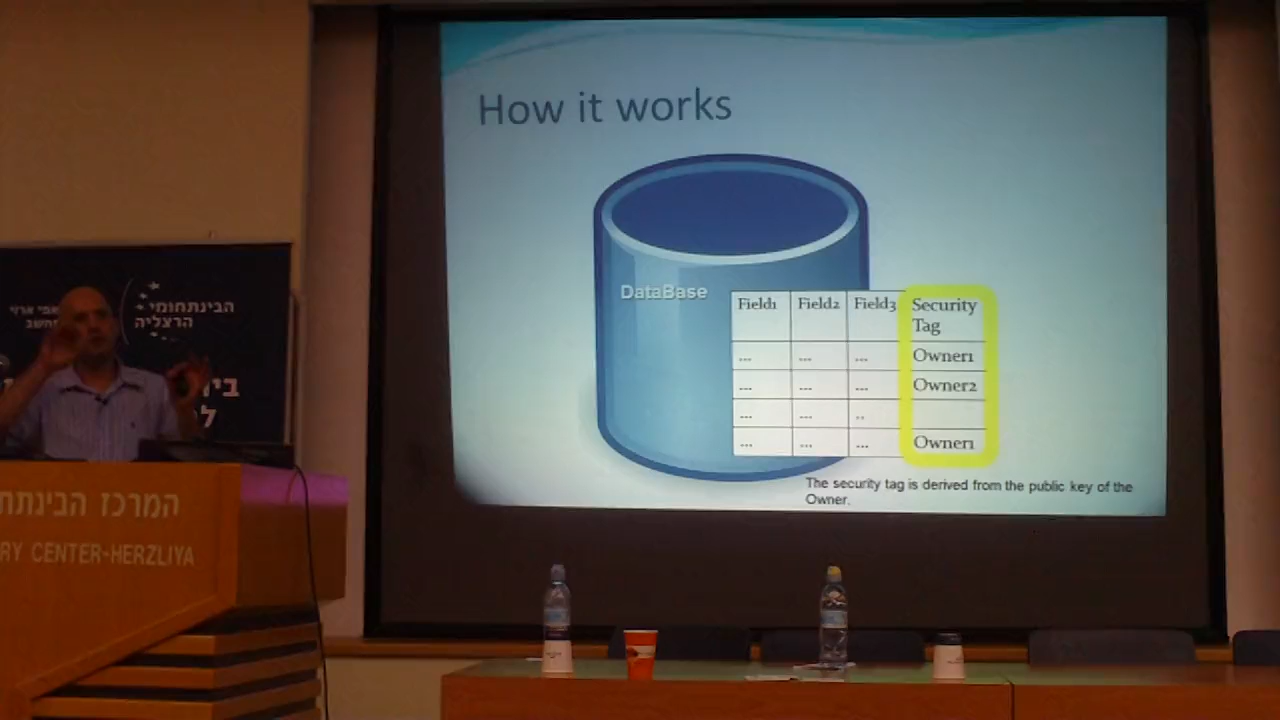 How it works
DataBase
Field1 Field2 Field3 Security
Tag
... ... ... Owner1
... ... ... Owner2
... ... ..
... ... ... Owner1
The security tag is derived from the public key of the
Owner.
הבינתחומי
הרצליה
המרכז הבינתח
RY CENTER-HERZLIYA